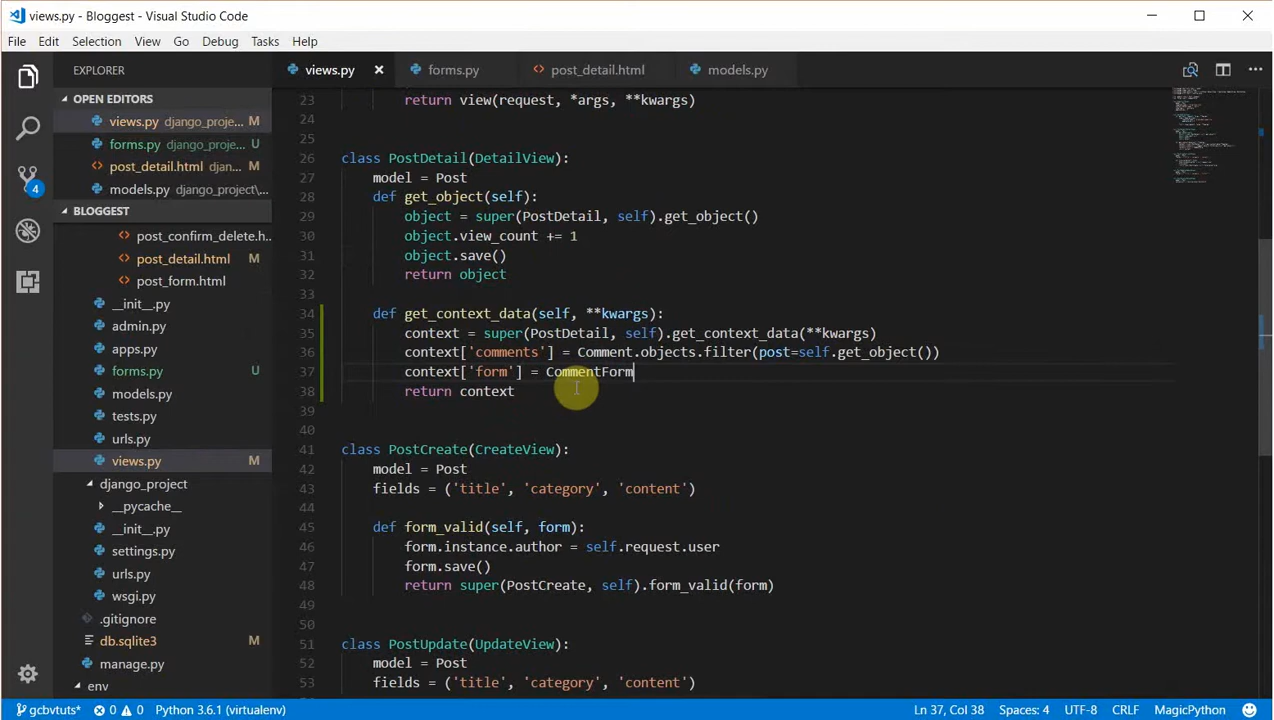 views.py - Bloggest - Visual Studio Code
File Edit Selection View Go Debug Tasks Help
EXPLORER
views.py forms.py post_detail.html models.py
OPEN EDITORS
views.py django_proje... M
forms.py django_proje... U
post_detail.html djan... M
models.py django_project\...
BLOGGEST
post_confirm_delete.h...
post_detail.html M
post_form.html
__init__.py
admin.py
apps.py
forms.py U
models.py
tests.py
urls.py
views.py M
django_project
__pycache__
__init__.py
settings.py
urls.py
wsgi.py
.gitignore
db.sqlite3 M
manage.py
env
4
23 return view(request, *args, **kwargs)
24
25
26 class PostDetail(DetailView):
27 model = Post
28 def get_object(self):
29 object = super(PostDetail, self).get_object()
30 object.view_count += 1
31 object.save()
32 return object
33
34 def get_context_data(self, **kwargs):
35 context = super(PostDetail, self).get_context_data(**kwargs)
36 context['comments'] = Comment.objects.filter(post=self.get_object())
37 context['form'] = CommentForm
38 return context
39
40
41 class PostCreate(CreateView):
42 model = Post
43 fields = ('title', 'category', 'content')
44
45 def form_valid(self, form):
46 form.instance.author = self.request.user
47 form.save()
48 return super(PostCreate, self).form_valid(form)
49
50
51 class PostUpdate(UpdateView):
52 model = Post
53 fields = ('title', 'category', 'content')
gcbvtuts* 0 0 Python 3.6.1 (virtualenv) Ln 37, Col 38 Spaces: 4 UTF-8 CRLF MagicPython